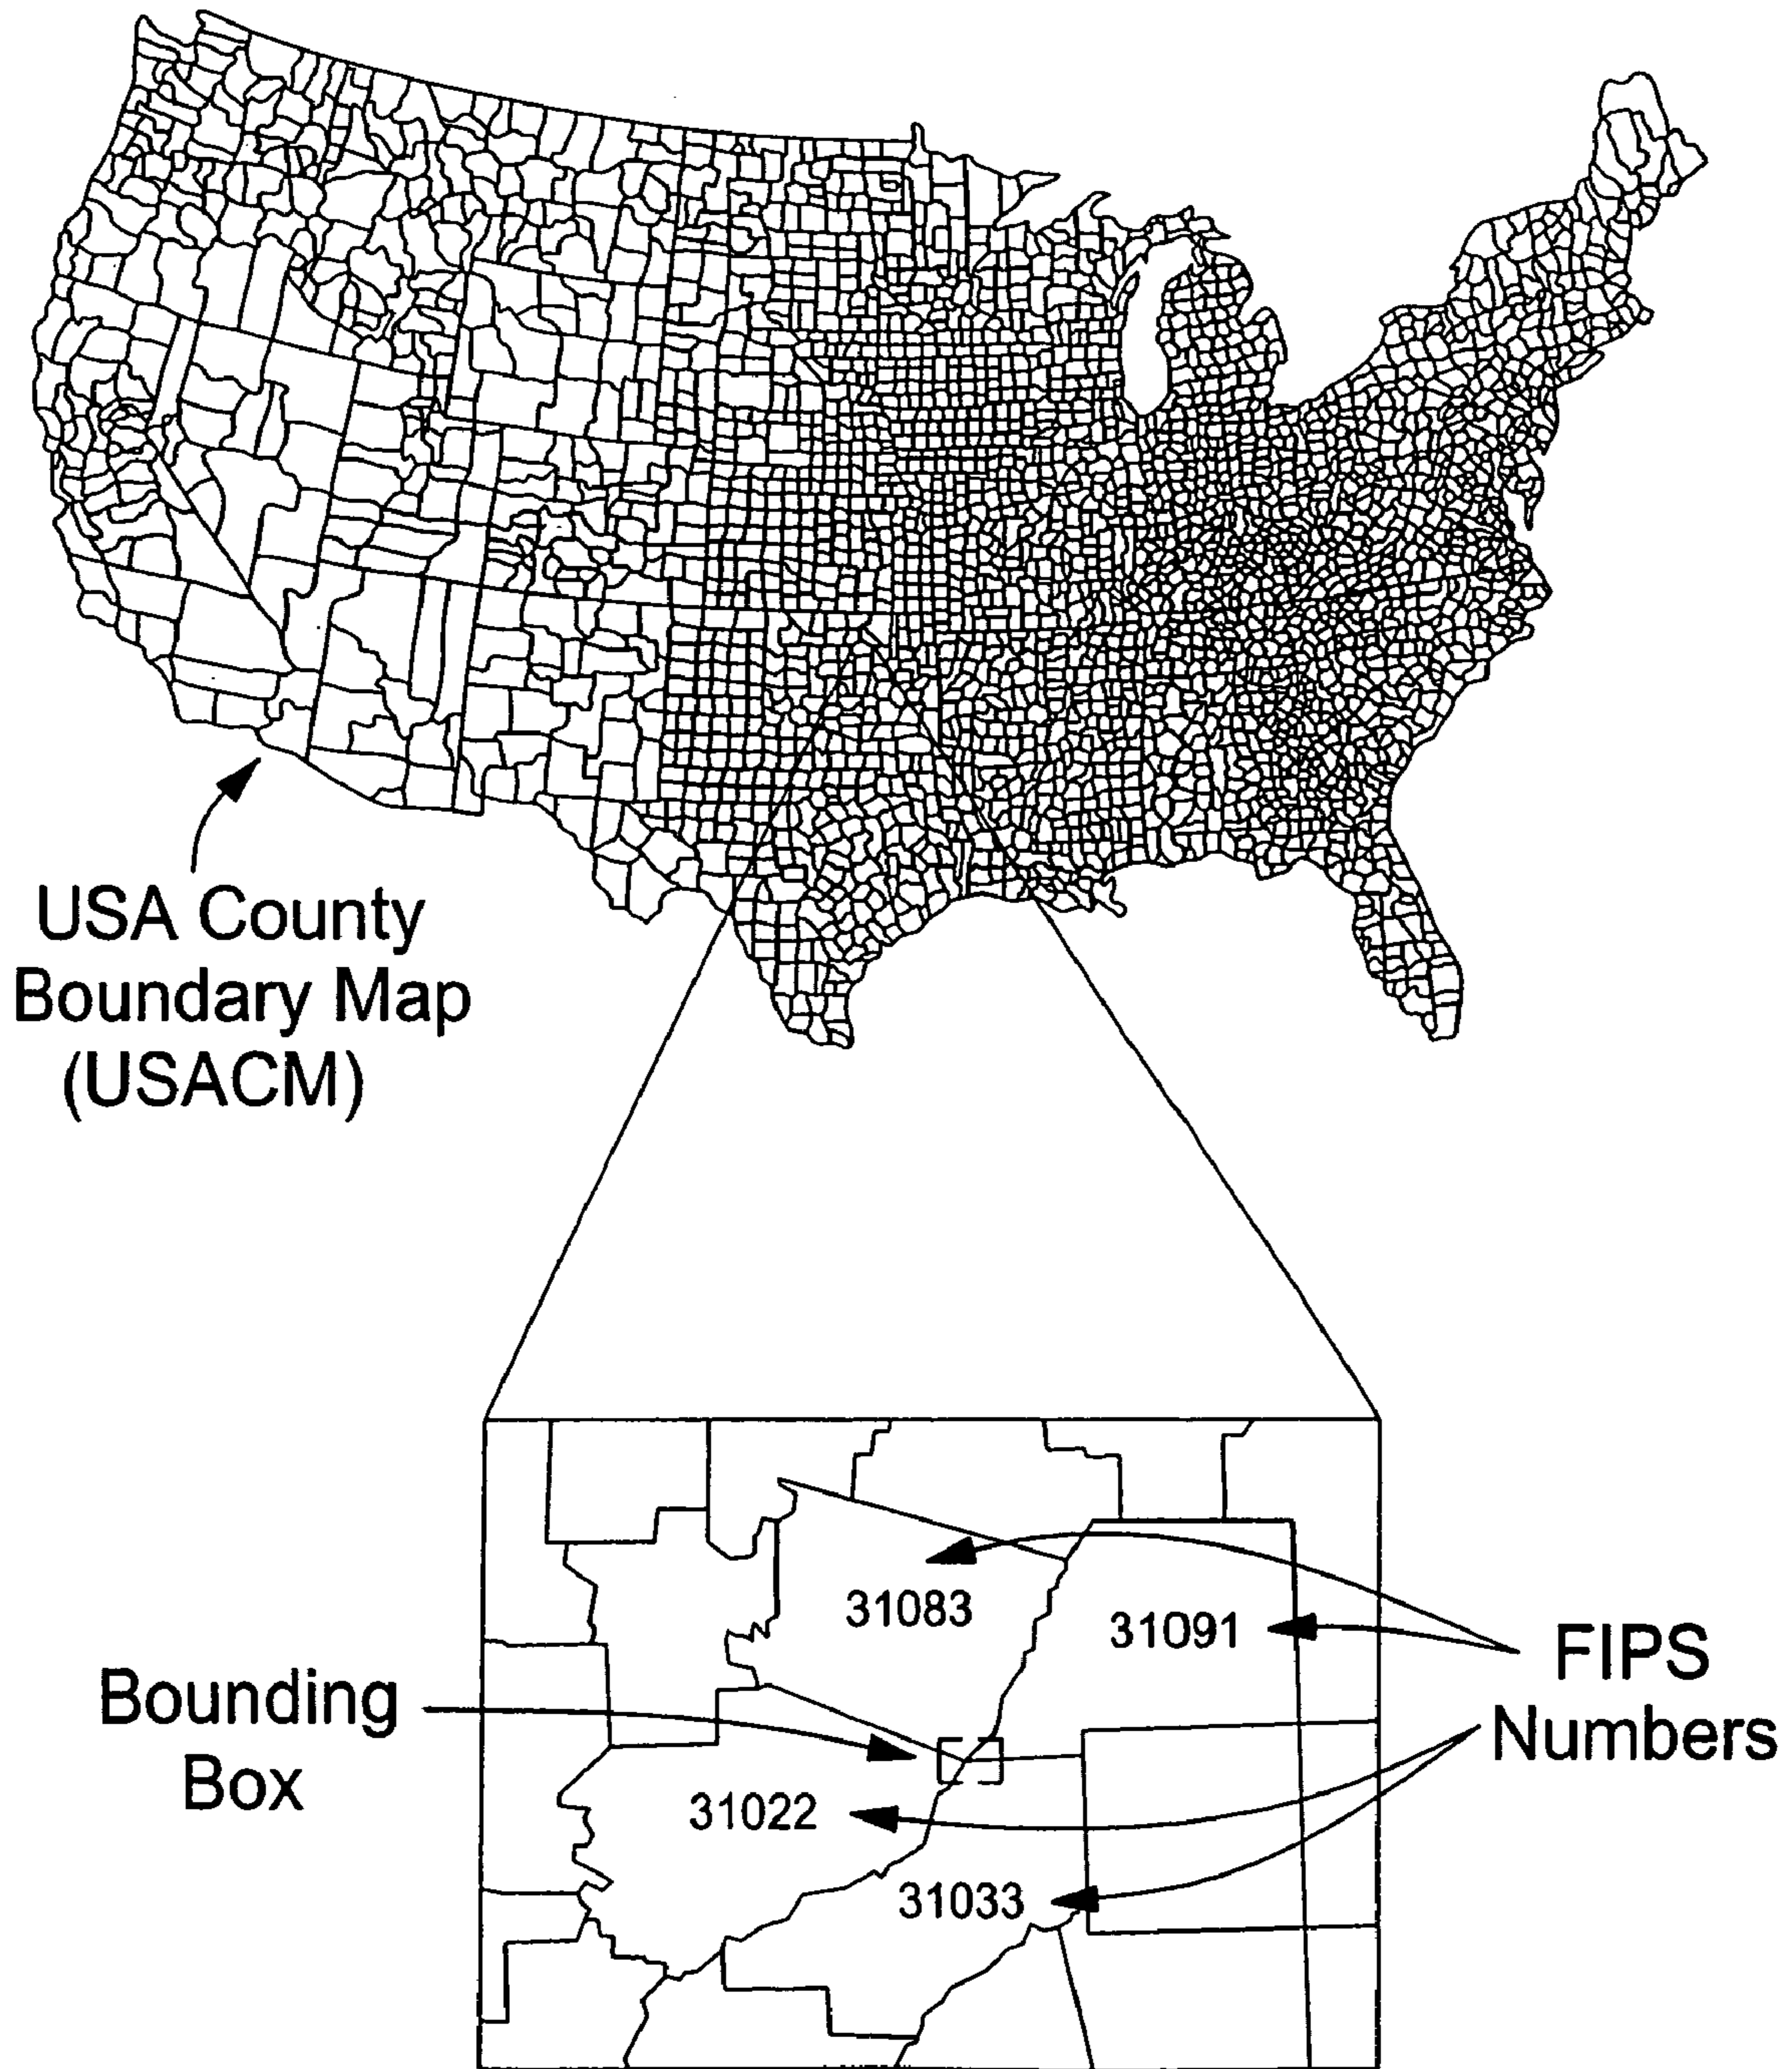 USA County
Boundary Map
(USACM)
31083
31091
FIPS
Numbers
Bounding
Box
31022
31033